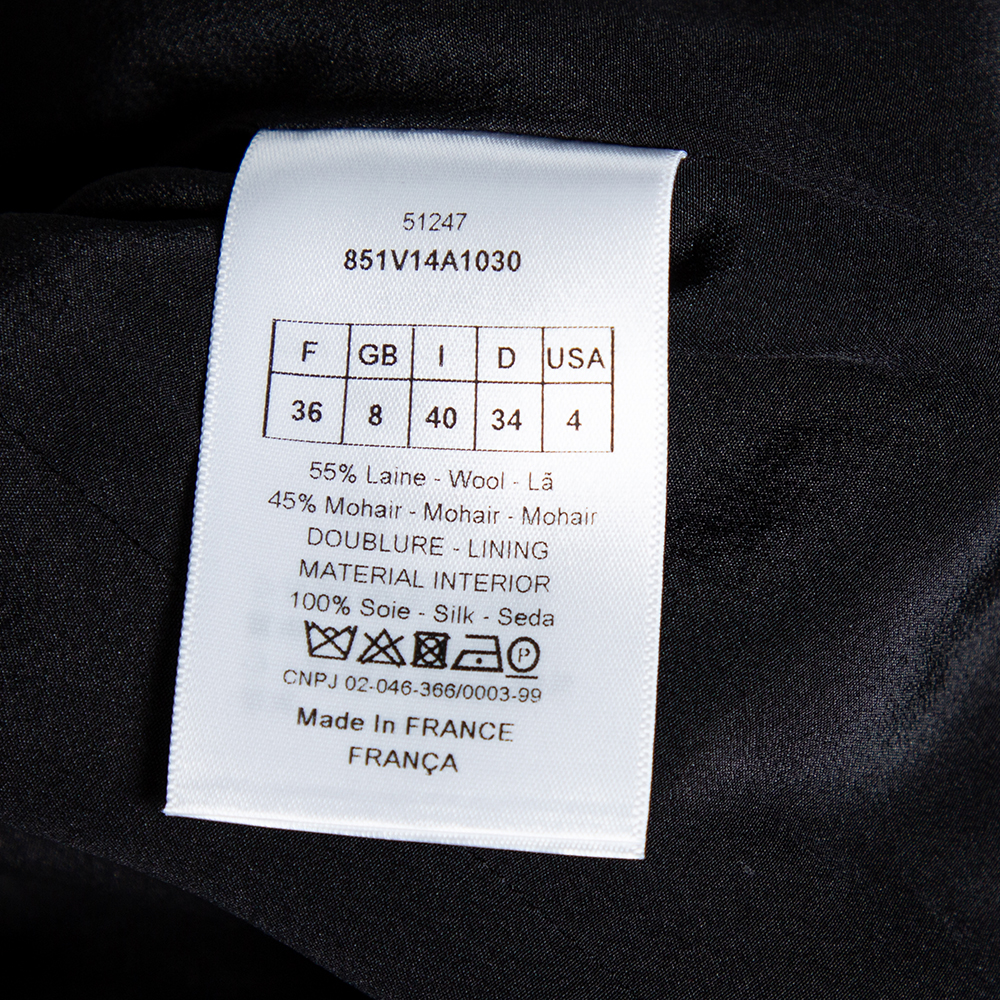 51247
851V14A1030
F GB I D USA
36 8 40 34 4
55% Laine - Wool - Lã
45% Mohair - Mohair - Mohair
DOUBLURE - LINING
MATERIAL INTERIOR
100% Soie - Silk - Seda
P
CNPJ 02-046-366/0003-99
Made In FRANCE
FRANÇA